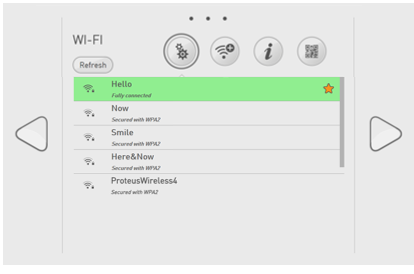 WI-FI
Refresh
Hello
Fully connected
Now
Secured with WPA2
Smile
Secured with WPA2
Here&Now
Secured with WPA2
ProteusWireless4
Secured with WPA2